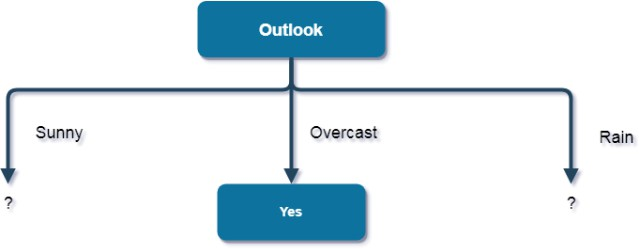 Outlook
Sunny
Overcast
Rain
?
Yes
?